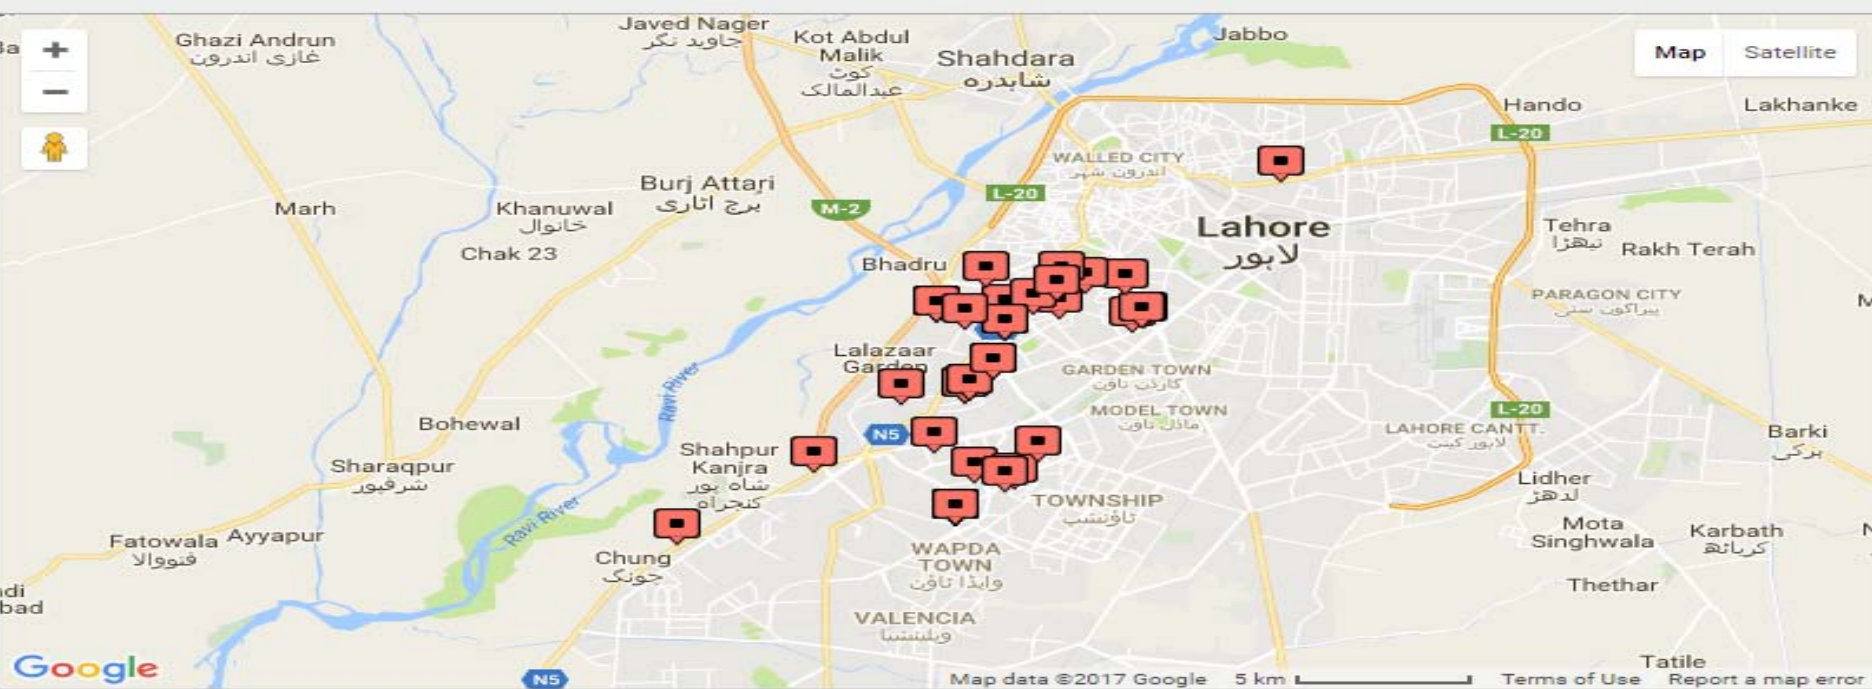 Javed Nager
جاوید نگر
Jabbo
Ghazi Andrun
غازی اندرون
Kot Abdul
Malik
کوٹ
عبدالمالک
Shahdara
شاہدرہ
Map
Satellite
Hando
Lakhanke
L-20
WALLED CITY
اندرون شہر
Burj Attari
برج اٹاری
L-20
M-2
Marh
Khanuwal
خانوال
Lahore
لاہور
Tehra
تیھڑا
Rakh Terah
Chak 23
Bhadru
PARAGON CITY
پیراگون سٹی
Lalazaar
Garden
GARDEN TOWN
گارڈن ٹاؤن
Ravi River
MODEL TOWN
ماڈل ٹاؤن
L-20
Bohewal
N5
LAHORE CANTT.
لاہور کینٹ
Barki
برکی
Shahpur
Kanjra
شاہ پور
کنجراہ
Sharaqpur
شرقپور
Lidher
لدھڑ
TOWNSHIP
ٹاؤنشپ
Ravi River
Mota
Singhwala
Karbath
کرباٹھ
Fatowala
فتووالا
Ayyapur
Chung
چونگ
WAPDA
TOWN
واپڈا ٹاؤن
Thethar
bad
VALENCIA
ویلینشیا
Tatile
Google
N5
Map data ©2017 Google
5 km
Terms of Use
Report a map error